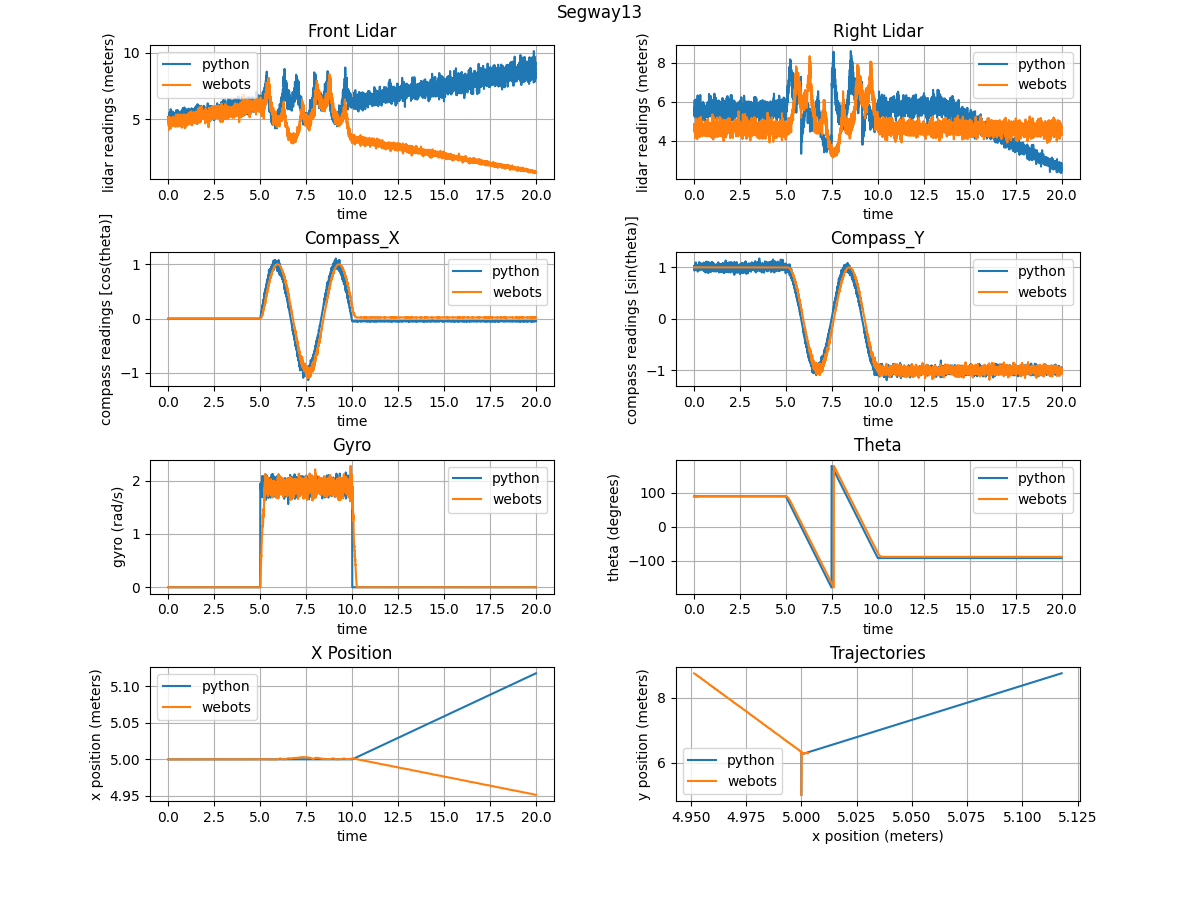 Segway13
Front Lidar
lidar readings (meters)
10
5
python
webots
0.0 2.5 5.0 7.5 10.0 12.5 15.0 17.5 20.0
time
Right Lidar
lidar readings (meters)
8
6
4
python
webots
0.0 2.5 5.0 7.5 10.0 12.5 15.0 17.5 20.0
time
Compass_X
compass readings [cos(theta)]
1
0
−1
python
webots
0.0 2.5 5.0 7.5 10.0 12.5 15.0 17.5 20.0
time
Compass_Y
compass readings [sin(theta)]
1
0
−1
python
webots
0.0 2.5 5.0 7.5 10.0 12.5 15.0 17.5 20.0
time
Gyro
gyro (rad/s)
2
1
0
python
webots
0.0 2.5 5.0 7.5 10.0 12.5 15.0 17.5 20.0
time
Theta
theta (degrees)
100
0
−100
python
webots
0.0 2.5 5.0 7.5 10.0 12.5 15.0 17.5 20.0
time
X Position
x position (meters)
5.10
5.05
5.00
4.95
python
webots
0.0 2.5 5.0 7.5 10.0 12.5 15.0 17.5 20.0
time
Trajectories
y position (meters)
8
6
python
webots
4.950 4.975 5.000 5.025 5.050 5.075 5.100 5.125
x position (meters)